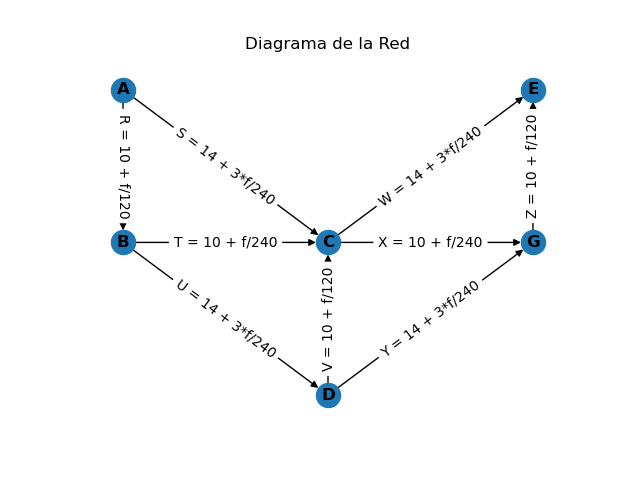 Diagrama de la Red
A
E
R = 10 + f/120
S = 14 + 3*f/240
W = 14 + 3*f/240
Z = 10 + f/120
B
T = 10 + f/240
C
X = 10 + f/240
G
U = 14 + 3*f/240
V = 10 + f/120
Y = 14 + 3*f/240
D